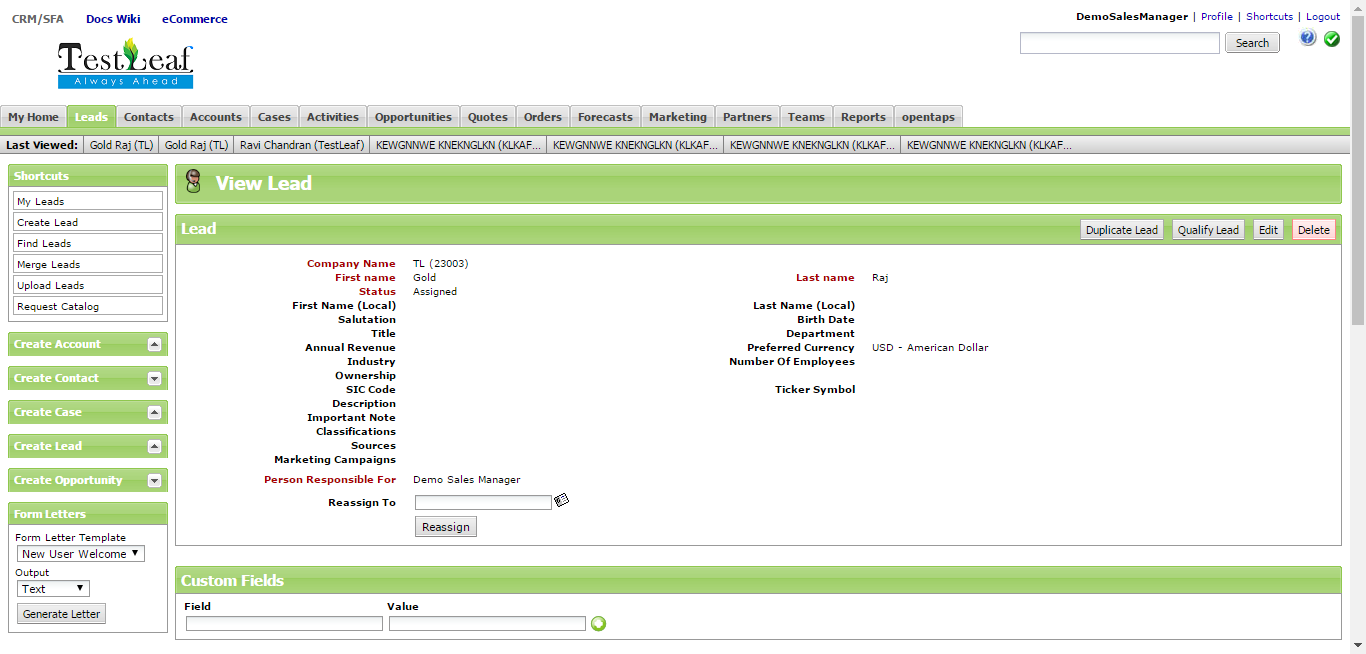 CRM/SFA Docs Wiki eCommerce
DemoSalesManager | Profile | Shortcuts | Logout
TestLeaf
Always Ahead
Search
My Home Leads Contacts Accounts Cases Activities Opportunities Quotes Orders Forecasts Marketing Partners Teams Reports opentaps
Last Viewed: Gold Raj (TL) Gold Raj (TL) Ravi Chandran (TestLeaf) KEWGNNWE KNEKNGLKN (KLKAF... KEWGNNWE KNEKNGLKN (KLKAF... KEWGNNWE KNEKNGLKN (KLKAF... KEWGNNWE KNEKNGLKN (KLKAF...
Shortcuts
My Leads
Create Lead
Find Leads
Merge Leads
Upload Leads
Request Catalog
Create Account
Create Contact
Create Case
Create Lead
Create Opportunity
Form Letters
Form Letter Template
New User Welcome
Output
Text
Generate Letter
View Lead
Lead
Duplicate Lead Qualify Lead Edit Delete
Company Name TL (23003)
First name Gold Last name Raj
Status Assigned
First Name (Local) Last Name (Local)
Salutation Birth Date
Title Department
Annual Revenue Preferred Currency USD - American Dollar
Industry Number Of Employees
Ownership
SIC Code Ticker Symbol
Description
Important Note
Classifications
Sources
Marketing Campaigns
Person Responsible For Demo Sales Manager
Reassign To
Reassign
Custom Fields
Field Value